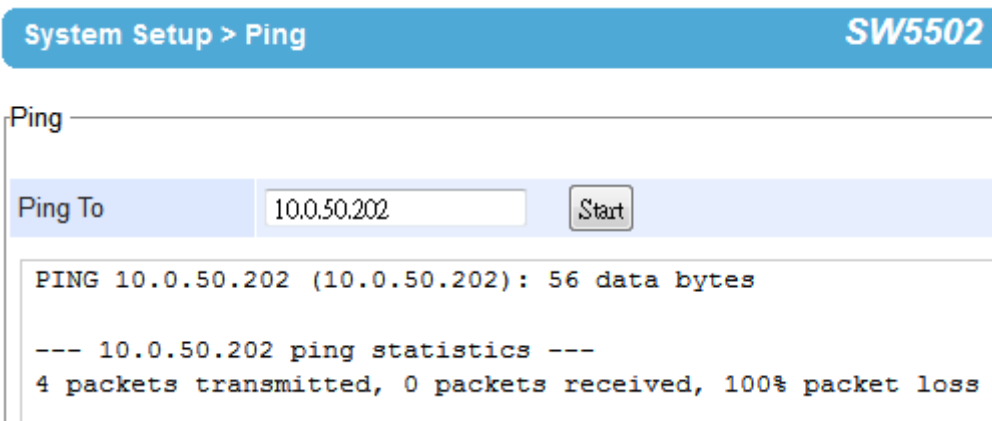 System Setup > Ping SW5502
Ping
Ping To 10.0.50.202 Start
PING 10.0.50.202 (10.0.50.202): 56 data bytes
--- 10.0.50.202 ping statistics ---
4 packets transmitted, 0 packets received, 100% packet loss